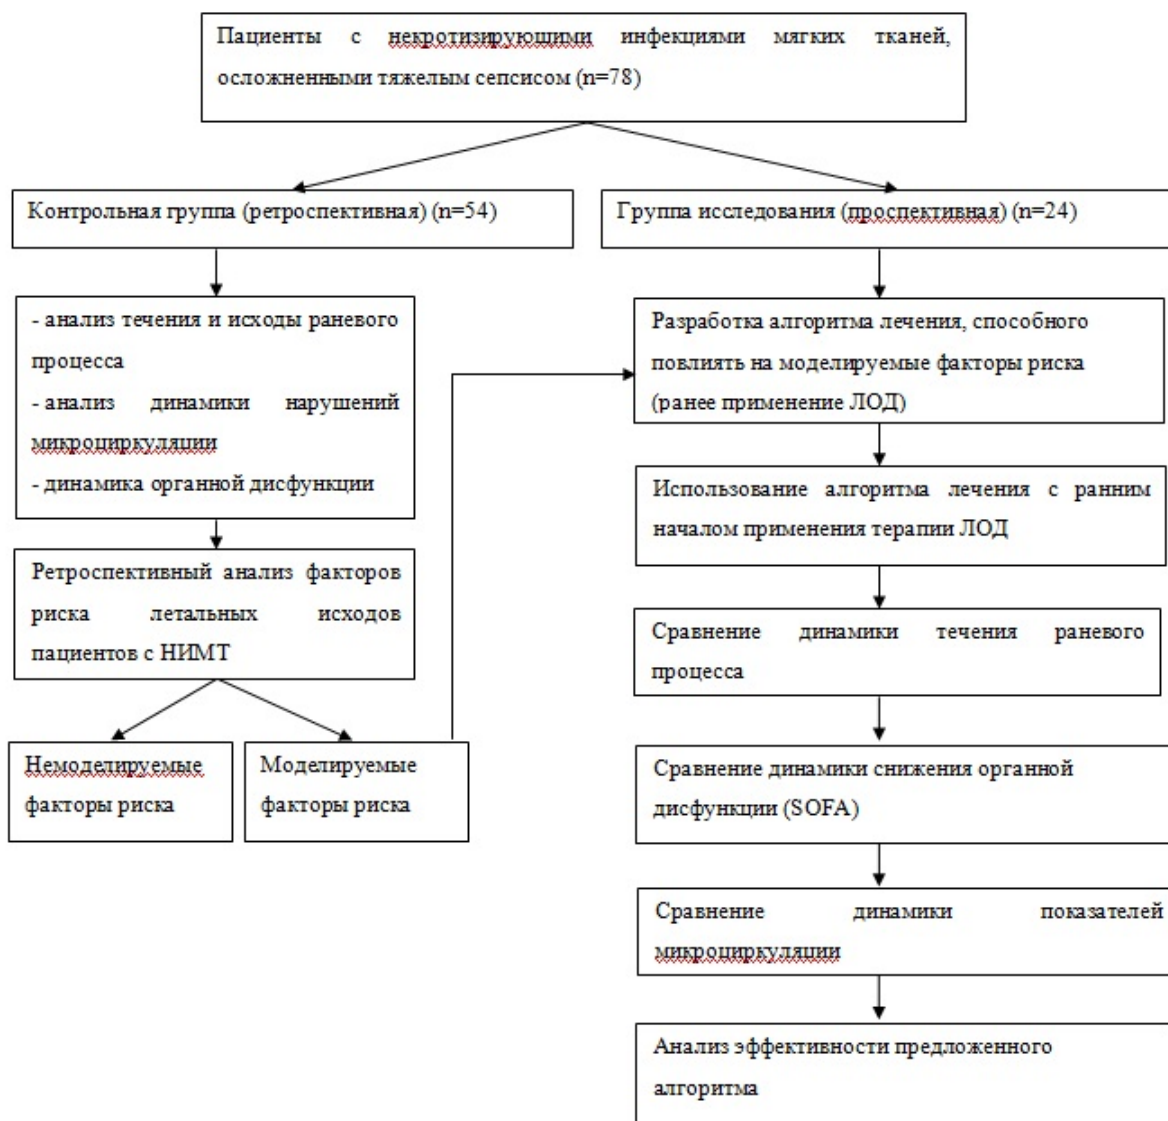 Пациенты с некротизирующими инфекциями мягких тканей,
осложненными тяжелым сепсисом (n=78)
Контрольная группа (ретроспективная) (n=54)
Группа исследования (проспективная) (n=24)
- анализ течения и исходы раневого
процесса
- анализ динамики нарушений
микроциркуляции
- динамика органной дисфункции
Ретроспективный анализ факторов
риска летальных исходов
пациентов с НИМТ
Немоделируемые
факторы риска
Моделируемые
факторы риска
Разработка алгоритма лечения, способного
повлиять на моделируемые факторы риска
(ранее применение ЛОД)
Использование алгоритма лечения с ранним
началом применения терапии ЛОД
Сравнение динамики течения раневого
процесса
Сравнение динамики снижения органной
дисфункции (SOFA)
Сравнение динамики показателей
микроциркуляции
Анализ эффективности предложенного
алгоритма